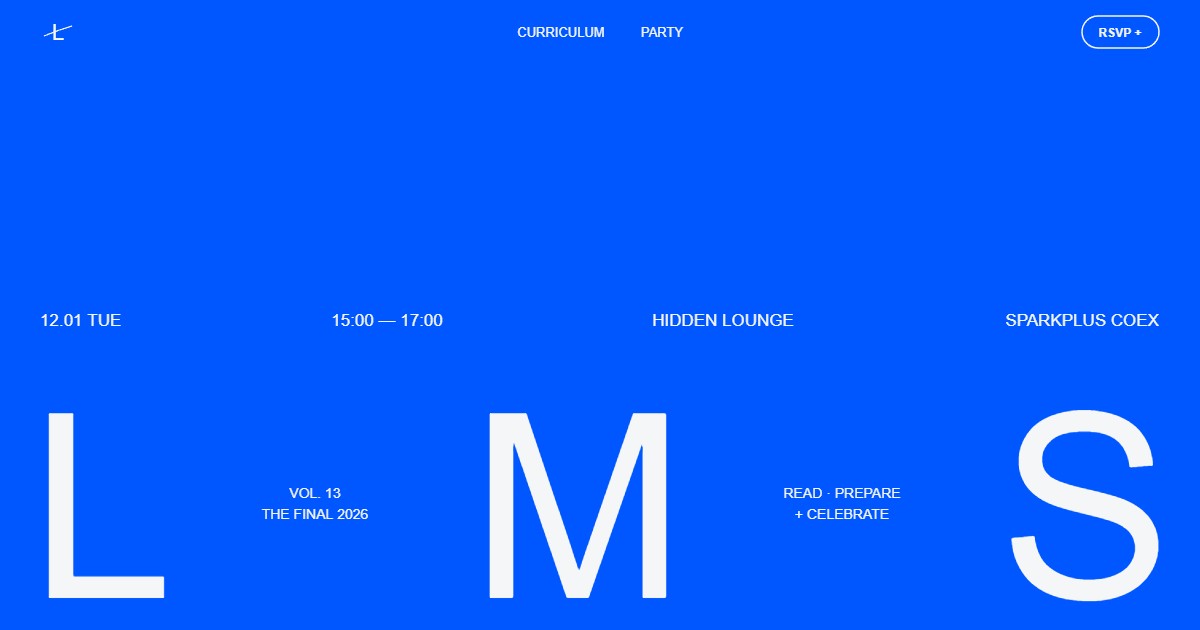 L
CURRICULUM
PARTY
RSVP +
12.01 TUE
15:00 — 17:00
HIDDEN LOUNGE
SPARKPLUS COEX
L
VOL. 13
THE FINAL 2026
M
READ · PREPARE
+ CELEBRATE
S